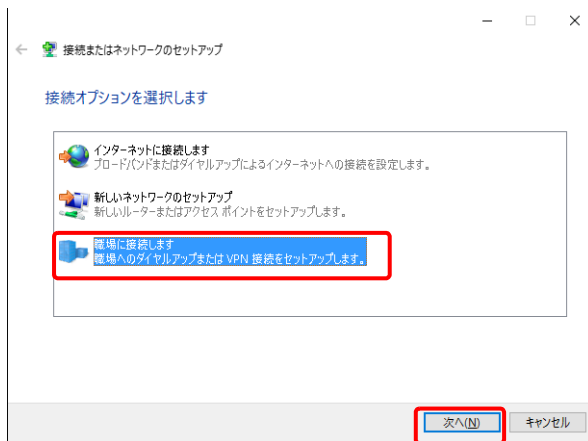 接続またはネットワークのセットアップ
接続オプションを選択します
インターネットに接続します
ブロードバンドまたはダイヤルアップによるインターネットへの接続を設定します。
新しいネットワークのセットアップ
新しいルーターまたはアクセス ポイントをセットアップします。
職場に接続します
職場へのダイヤルアップまたは VPN 接続をセットアップします。
次へ(N)
キャンセル